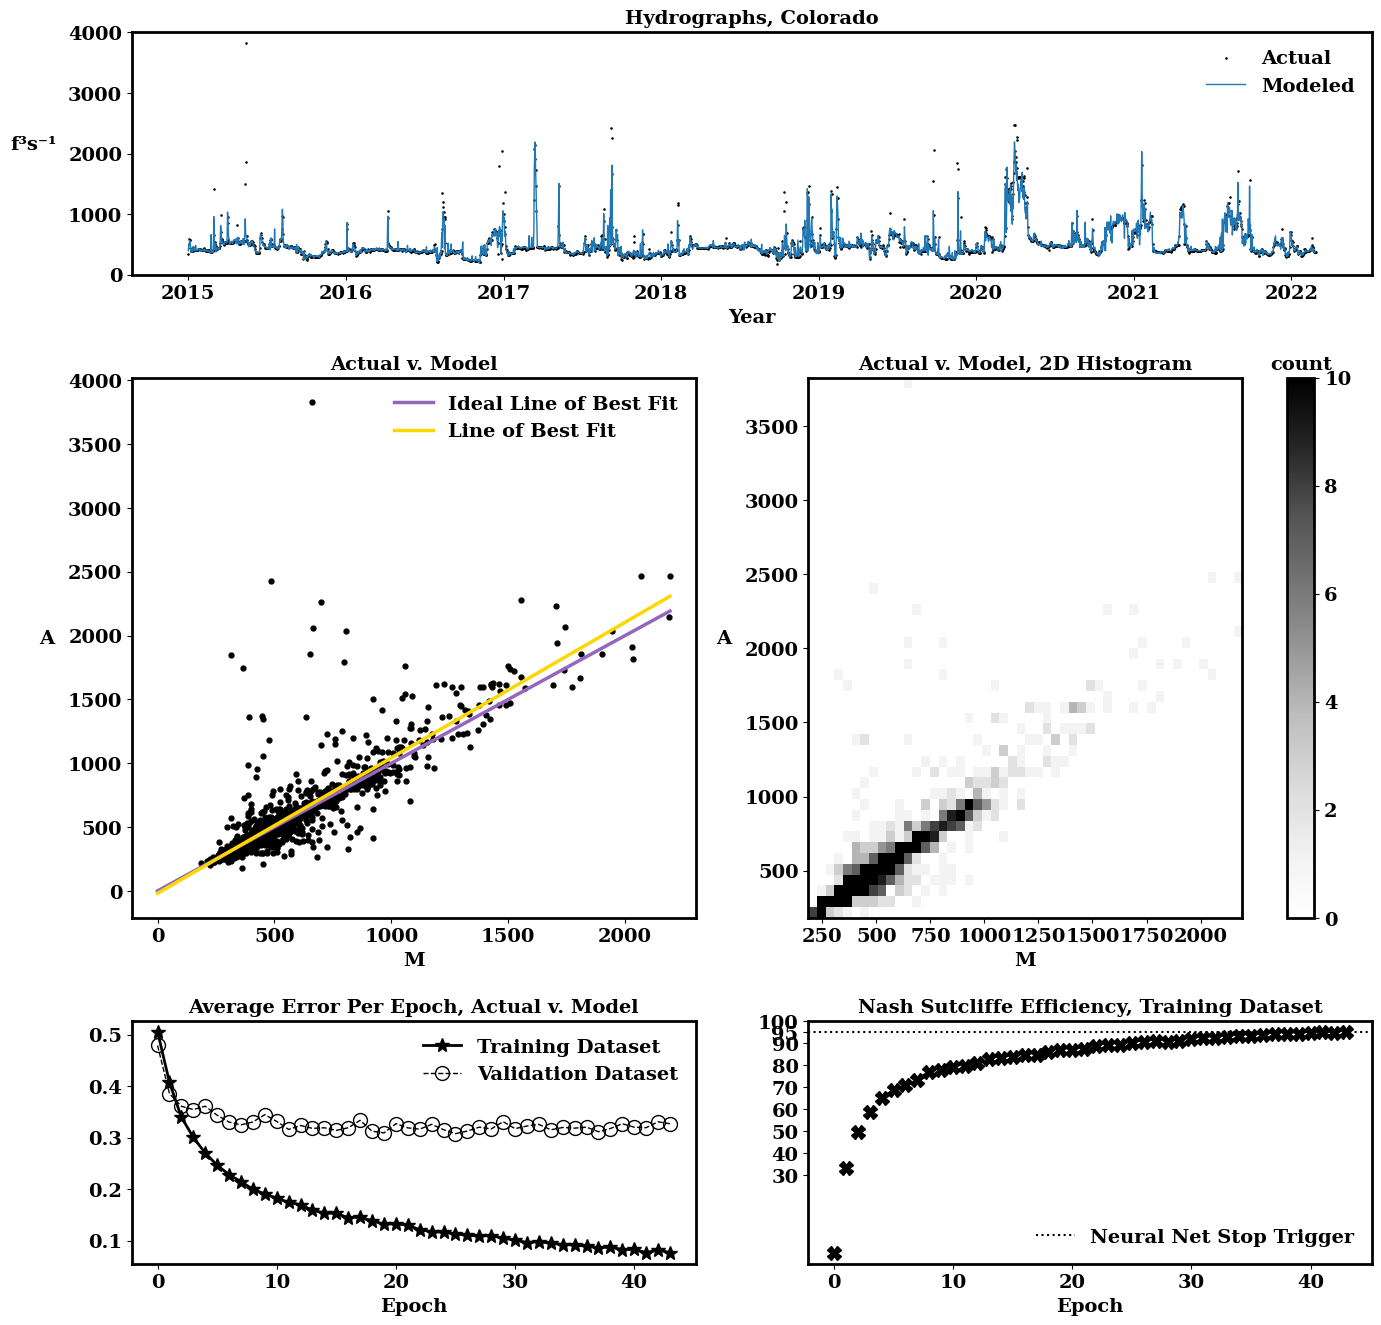 Hydrographs, Colorado
4000
3000
2000
1000
0
f³s⁻¹
Actual
Modeled
2015 2016 2017 2018 2019 2020 2021 2022
Year
Actual v. Model
4000
3500
3000
2500
2000
1500
1000
500
0
A
Ideal Line of Best Fit
Line of Best Fit
0 500 1000 1500 2000
M
Actual v. Model, 2D Histogram
3500
3000
2500
2000
1500
1000
500
A
250 500 750 1000 1250 1500 1750 2000
M
count
10
8
6
4
2
0
Average Error Per Epoch, Actual v. Model
0.5
0.4
0.3
0.2
0.1
Training Dataset
Validation Dataset
0 10 20 30 40
Epoch
Nash Sutcliffe Efficiency, Training Dataset
100
95
90
80
70
60
50
40
30
Neural Net Stop Trigger
0 10 20 30 40
Epoch